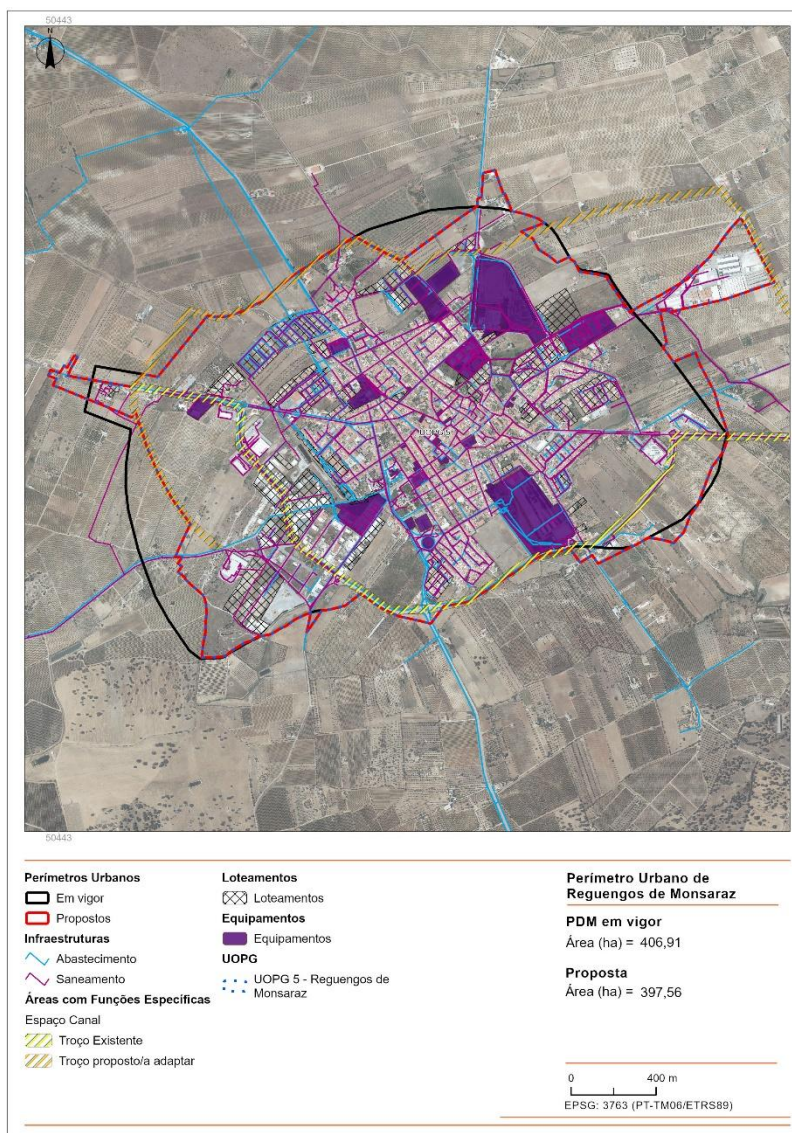 50443
N
50443
Perímetros Urbanos
Em vigor
Propostos
Infraestruturas
Abastecimento
Saneamento
Áreas com Funções Específicas
Espaço Canal
Troço Existente
Troço proposto/a adaptar
Loteamentos
Loteamentos
Equipamentos
Equipamentos
UOPG
UOPG 5 - Reguengos de
Monsaraz
Perímetro Urbano de
Reguengos de Monsaraz
PDM em vigor
Área (ha) = 406,91
Proposta
Área (ha) = 397,56
0 400 m
EPSG: 3763 (PT-TM06/ETRS89)